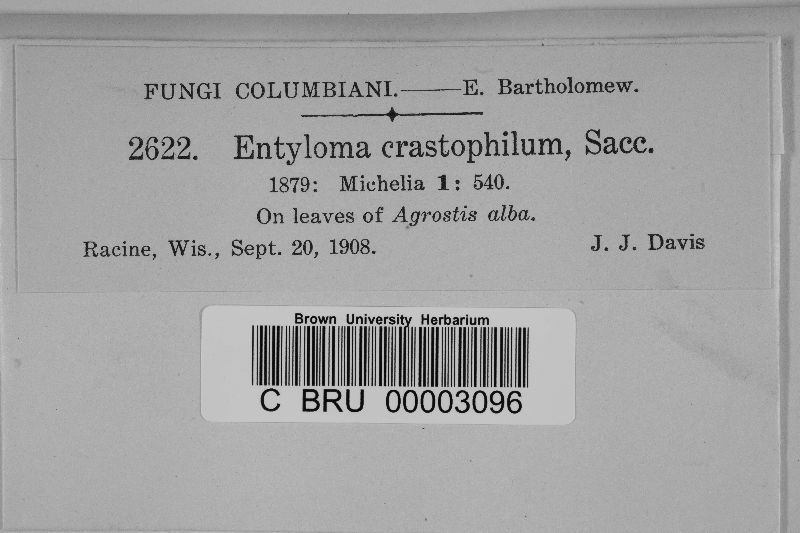 FUNGI COLUMBIANI.——E. Bartholomew.
2622. Entyloma crastophilum, Sacc.
1879: Michelia 1: 540.
On leaves of Agrostis alba.
Racine, Wis., Sept. 20, 1908. J. J. Davis
Brown University Herbarium
C BRU 00003096